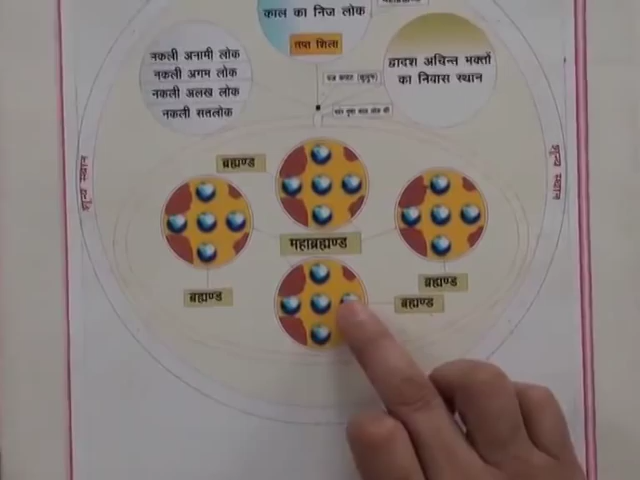 काल का निज लोक
तप्त शिला
नकली अनामी लोक
नकली अगम लोक
नकली अलख लोक
नकली सतलोक
द्वादश अचिन्त भक्तों
का निवास स्थान
शून्य स्थान
शून्य स्थान
ब्रह्मण्ड
महाब्रह्मण्ड
ब्रह्मण्ड
ब्रह्मण्ड
ब्रह्मण्ड